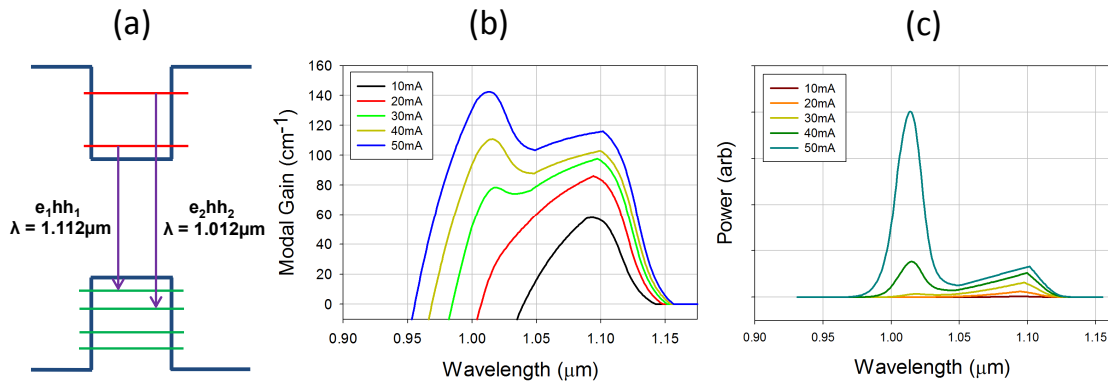 (a)
e1hh1
λ = 1.112μm
e2hh2
λ = 1.012μm
(b)
Modal Gain (cm-1)
160
140
120
100
80
60
40
20
0
10mA
20mA
30mA
40mA
50mA
0.90 0.95 1.00 1.05 1.10 1.15
Wavelength (μm)
(c)
Power (arb)
10mA
20mA
30mA
40mA
50mA
0.90 0.95 1.00 1.05 1.10 1.15
Wavelength (μm)